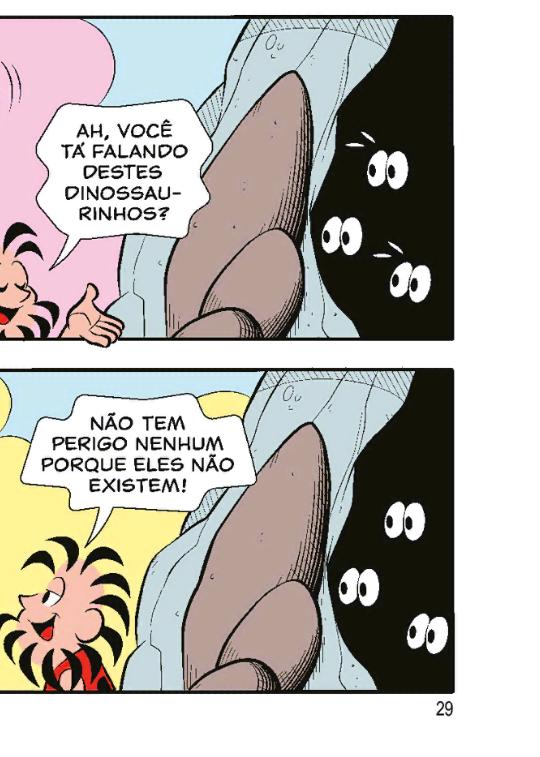 AH, VOCÊ
TÁ FALANDO
DESTES
DINOSSAU-
RINHOS?
NÃO TEM
PERIGO NENHUM
PORQUE ELES NÃO
EXISTEM!
29